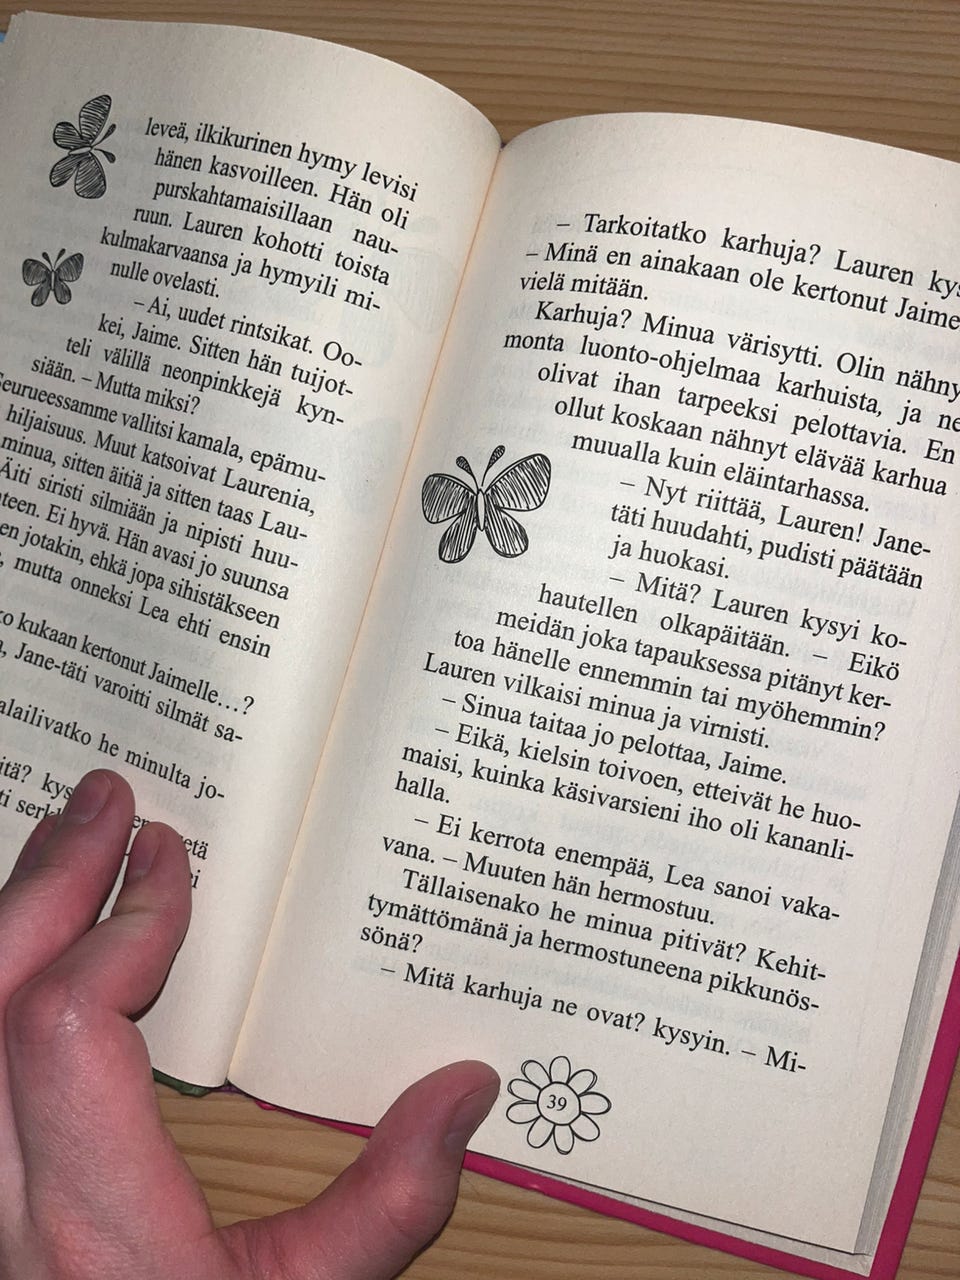 leveä, ilkikurinen hymy levisi
hänen kasvoilleen. Hän oli
purskahtamaisillaan nau-
ruun. Lauren kohotti toista
kulmakarvaansa ja hymyili mi-
nulle ovelasti.
– Ai, uudet rintsikat. Oo-
kei, Jaime. Sitten hän tuijot-
teli välillä neonpinkkejä kyn-
siään. – Mutta miksi?
Seurueessamme vallitsi kamala, epämu-
hiljaisuus. Muut katsoivat Laurenia,
minua, sitten äitiä ja sitten taas Lau-
Äiti siristi silmiään ja nipisti huu-
teen. Ei hyvä. Hän avasi jo suunsa
jotakin, ehkä jopa sihistäkseen
mutta onneksi Lea ehti ensin
kukaan kertonut Jaimelle...?
Jane-täti varoitti silmät sa-
he minulta jo-
– Tarkoitatko karhuja? Lauren
– Minä en ainakaan ole kertonut Jaime
vielä mitään.
Karhuja? Minua värisytti. Olin
monta luonto-ohjelmaa karhuista, ja
olivat ihan tarpeeksi pelottavia. En
ollut koskaan nähnyt elävää karhua
muualla kuin eläintarhassa.
– Nyt riittää, Lauren! Jane-
täti huudahti, pudisti päätään
ja huokasi.
– Mitä? Lauren kysyi ko-
hautellen olkapäitään. – Eikö
meidän joka tapauksessa pitänyt ker-
toa hänelle ennemmin tai myöhemmin?
Lauren vilkaisi minua ja virnisti.
– Sinua taitaa jo pelottaa, Jaime.
– Eikä, kielsin toivoen, etteivät he huo-
maisi, kuinka käsivarsieni iho oli kananli-
halla.
– Ei kerrota enempää, Lea sanoi vaka-
vana. – Muuten hän hermostuu.
Tällaisenako he minua pitivät? Kehit-
tymättömänä ja hermostuneena pikkunös-
sönä?
– Mitä karhuja ne ovat? kysyin. – Mi-
39